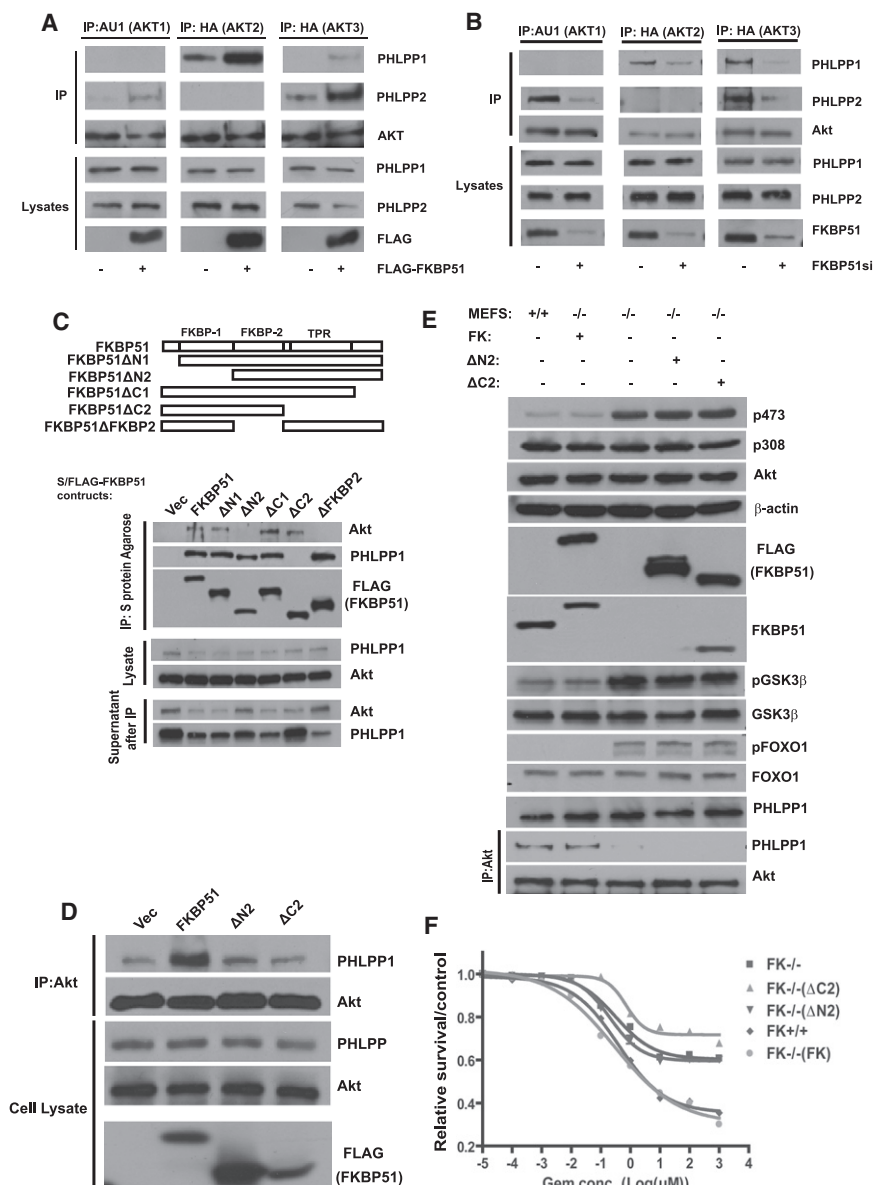 A
IP:AU1 (AKT1) IP: HA (AKT2) IP: HA (AKT3)
IP
PHLPP1
PHLPP2
AKT
Lysates
PHLPP1
PHLPP2
FLAG
- + - + - + FLAG-FKBP51
B
IP:AU1 (AKT1) IP: HA (AKT2) IP: HA (AKT3)
IP
PHLPP1
PHLPP2
Akt
Lysates
PHLPP1
PHLPP2
FKBP51
- + - + - + FKBP51si
C
FKBP-1 FKBP-2 TPR
FKBP51
FKBP51ΔN1
FKBP51ΔN2
FKBP51ΔC1
FKBP51ΔC2
FKBP51ΔFKBP2
S/FLAG-FKBP51
contructs:
Vec FKBP51 ΔN1 ΔN2 ΔC1 ΔC2 ΔFKBP2
IP: S protein Agarose
Akt
PHLPP1
FLAG
(FKBP51)
Lysate
PHLPP1
Akt
Supernatant
after IP
Akt
PHLPP1
D
Vec FKBP51 ΔN2 ΔC2
IP:Akt
PHLPP1
Akt
Cell Lysate
PHLPP
Akt
FLAG
(FKBP51)
E
MEFS: +/+ -/- -/- -/- -/-
FK: - + - - -
ΔN2: - - - + -
ΔC2: - - - - +
p473
p308
Akt
β-actin
FLAG
(FKBP51)
FKBP51
pGSK3β
GSK3β
pFOXO1
FOXO1
PHLPP1
IP:Akt
PHLPP1
Akt
F
Relative survival/control
1.0
0.8
0.6
0.4
0.2
-5 -4 -3 -2 -1 0 1 2 3 4
Gem conc. (Log(uM))
FK-/-
FK-/-(ΔC2)
FK-/-(ΔN2)
FK+/+
FK-/-(FK)